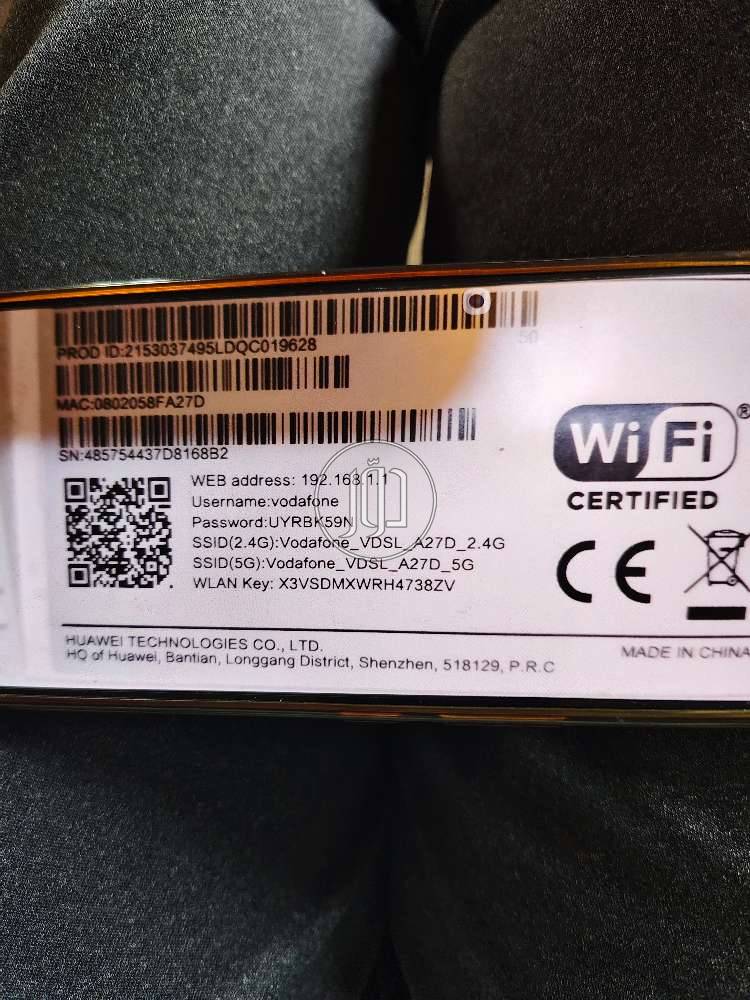 50
PROD ID:2153037495LDQC019628
MAC:0802058FA27D
SN:485754437D8168B2
WEB address: 192.168.1.1
Username:vodafone
Password:UYRBK59N
SSID(2.4G):Vodafone_VDSL_A27D_2.4G
SSID(5G):Vodafone_VDSL_A27D_5G
WLAN Key: X3VSDMXWRH4738ZV
WiFi®
CERTIFIED
CE
HUAWEI TECHNOLOGIES CO., LTD.
HQ of Huawei, Bantian, Longgang District, Shenzhen, 518129, P.R.C
MADE IN CHINA